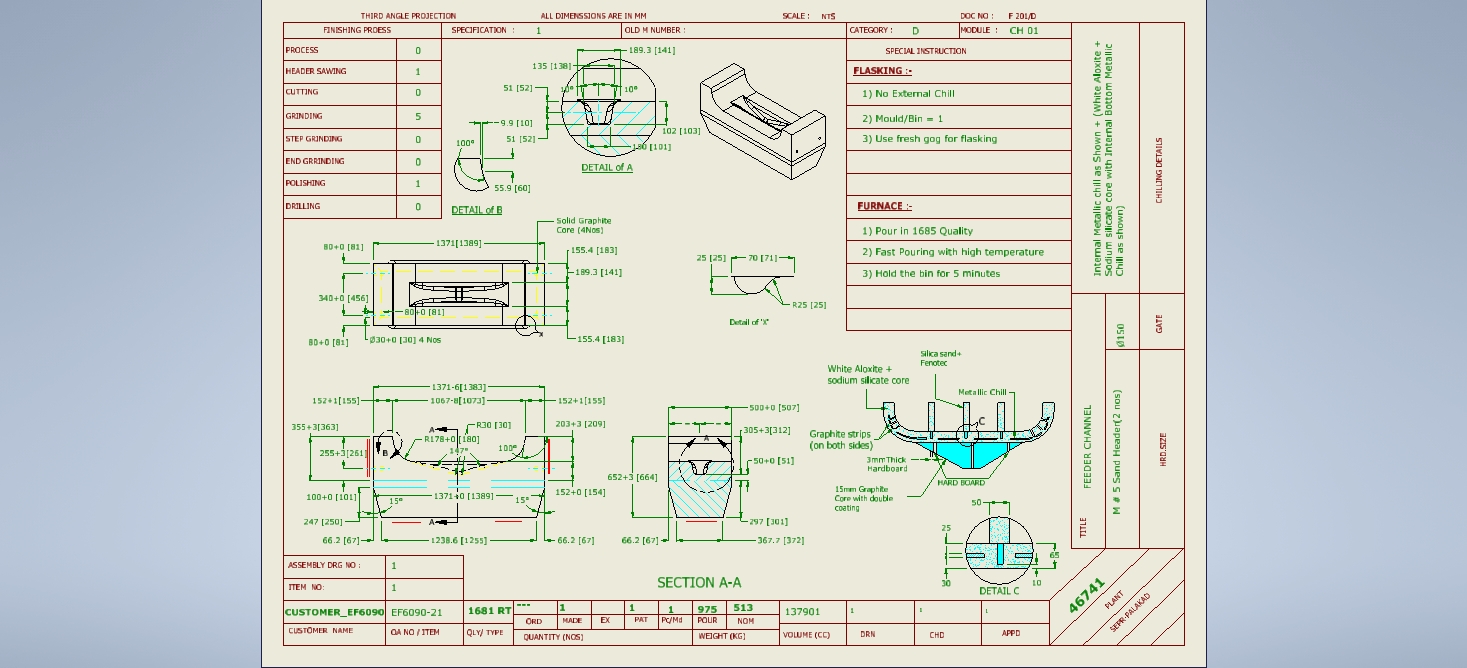 THIRD ANGLE PROJECTION
ALL DIMENSSIONS ARE IN MM
SCALE : NTS
DOC NO : F 201/D
FINISHING PROESS
SPECIFICATION : 1
OLD M NUMBER :
CATEGORY : D
MODULE : CH 01
PROCESS 0
HEADER SAWING 1
CUTTING 0
GRINDING 5
STEP GRINDING 0
END GRRINDING 0
POLISHING 1
DRILLING 0
189.3 [141]
135 [138]
51 [52]
10°
10°
51 [52]
102 [103]
[101]
DETAIL of A
9.9 [10]
100°
55.9 [60]
DETAIL of B
SPECIAL INSTRUCTION
FLASKING :-
1) No External Chill
2) Mould/Bin = 1
3) Use fresh gog for flasking
FURNACE :-
1) Pour in 1685 Quality
2) Fast Pouring with high temperature
3) Hold the bin for 5 minutes
Internal Metallic chill as Shown + (White Aloxite +
Sodium silicate core with Internal Bottom Metallic
Chill as shown)
CHILLING DETAILS
Solid Graphite
Core (4Nos)
80+0 [81]
1371[1389]
155.4 [183]
189.3 [141]
340+0 [456]
80+0 [81]
80+0 [81]
Ø30+0 [30] 4 Nos
X
155.4 [183]
25 [25]
70 [71]
R25 [25]
Detail of "X"
Ø150
GATE
1371-6[1383]
152+1[155]
1067-8[1073]
152+1[155]
355+3[363]
255+3[261]
R178+0 [180]
R30 [30]
203+3 [209]
147°
100°
A
B
100+0 [101]
1371+0 [1389]
152+0 [154]
15°
15°
247 [250]
A
66.2 [67]
1238.6 [1255]
66.2 [67]
500+0 [507]
305+3[312]
A
50+0 [51]
652+3 [664]
297 [301]
66.2 [67]
367.7 [372]
SECTION A-A
Silica sand+
Fenotec
White Aloxite +
sodium silicate core
Metallic Chill
C
Graphite strips
(on both sides)
3mmThick
Hardboard
HARD BOARD
15mm Graphite
Core with double
coating
50
25
65
30
10
DETAIL C
TITLE
FEEDER CHANNEL
M # 5 Sand Header(2 nos)
HRD.SIZE
ASSEMBLY DRG NO : 1
ITEM NO: 1
CUSTOMER_EF6090
EF6090-21
1681 RT
---
1
1
1
975
513
137901
1
1
1
CUSTOMER NAME
OA NO / ITEM
QLY/ TYPE
ORD
MADE
EX
PAT
Pc/Md
POUR
NOM
QUANTITY (NOS)
WEIGHT (KG)
VOLUME (CC)
DRN
CHD
APPD
46741
PLANT
SEPR-PALAKAD